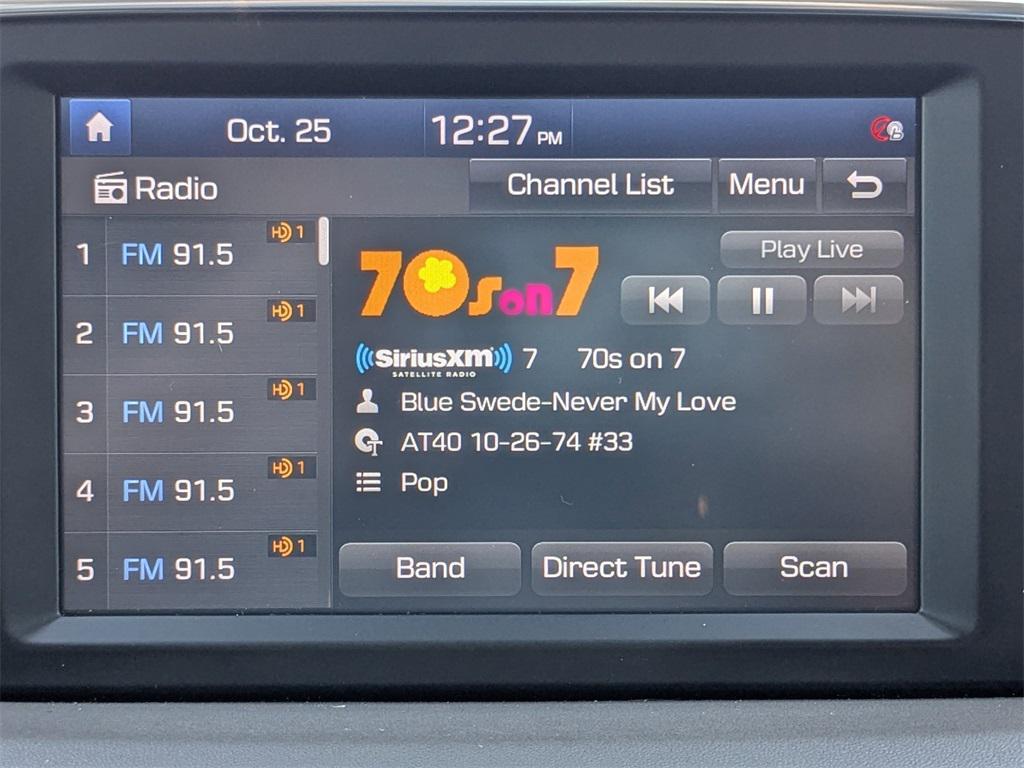 Oct. 25
12:27 PM
Radio
Channel List
Menu
1 FM 91.5 HD 1
2 FM 91.5 HD 1
3 FM 91.5 HD 1
4 FM 91.5 HD 1
5 FM 91.5 HD 1
70s on 7
Play Live
SiriusXM 7 70s on 7
SATELLITE RADIO
Blue Swede-Never My Love
AT40 10-26-74 #33
Pop
Band
Direct Tune
Scan